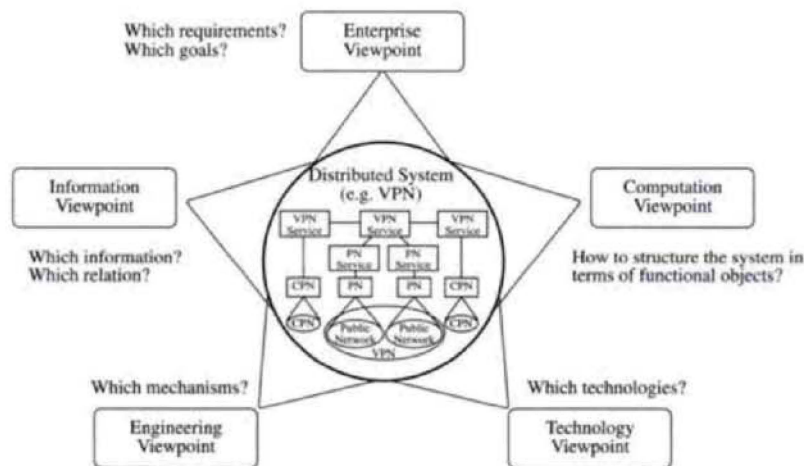 Which requirements?
Which goals?
Enterprise
Viewpoint
Information
Viewpoint
Which information?
Which relation?
Distributed System
(e.g. VPN)
VPN
Service
VPN
Service
VPN
Service
PN
Service
PN
Service
CPN
PN
PN
CPN
CPN
Public
Network
Public
Network
CPN
VPN
Computation
Viewpoint
How to structure the system in
terms of functional objects?
Which mechanisms?
Engineering
Viewpoint
Which technologies?
Technology
Viewpoint